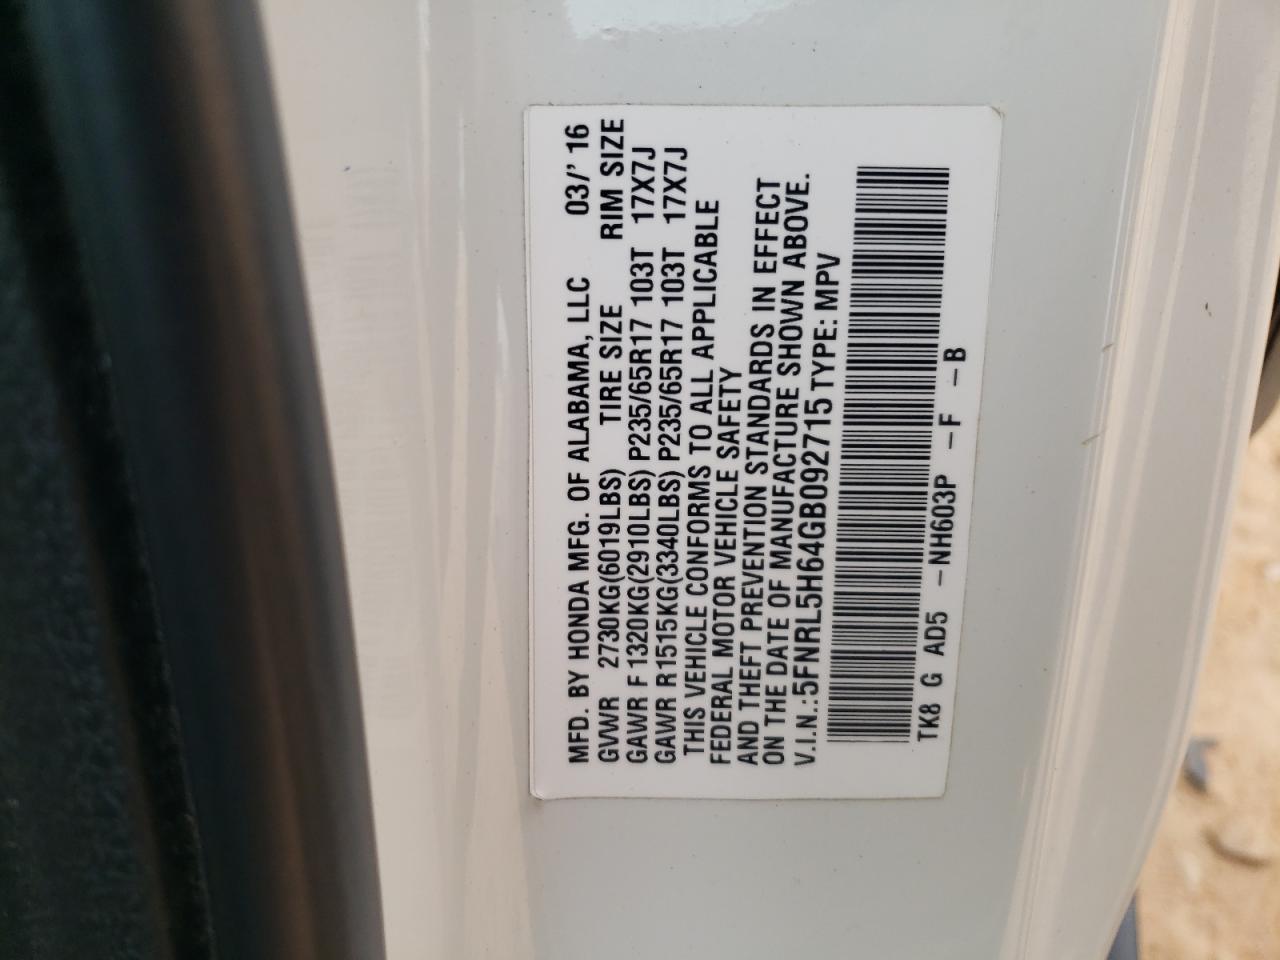 MFD. BY HONDA MFG. OF ALABAMA, LLC 03/' 16
GVWR 2730KG(6019LBS) TIRE SIZE RIM SIZE
GAWR F 1320KG(2910LBS) P235/65R17 103T 17X7J
GAWR R 1515KG(3340LBS) P235/65R17 103T 17X7J
THIS VEHICLE CONFORMS TO ALL APPLICABLE
FEDERAL MOTOR VEHICLE SAFETY
AND THEFT PREVENTION STANDARDS IN EFFECT
ON THE DATE OF MANUFACTURE SHOWN ABOVE.
V.I.N.:5FNRL5H64GB092715 TYPE: MPV
TK8 G AD5 -NH603P -F -B